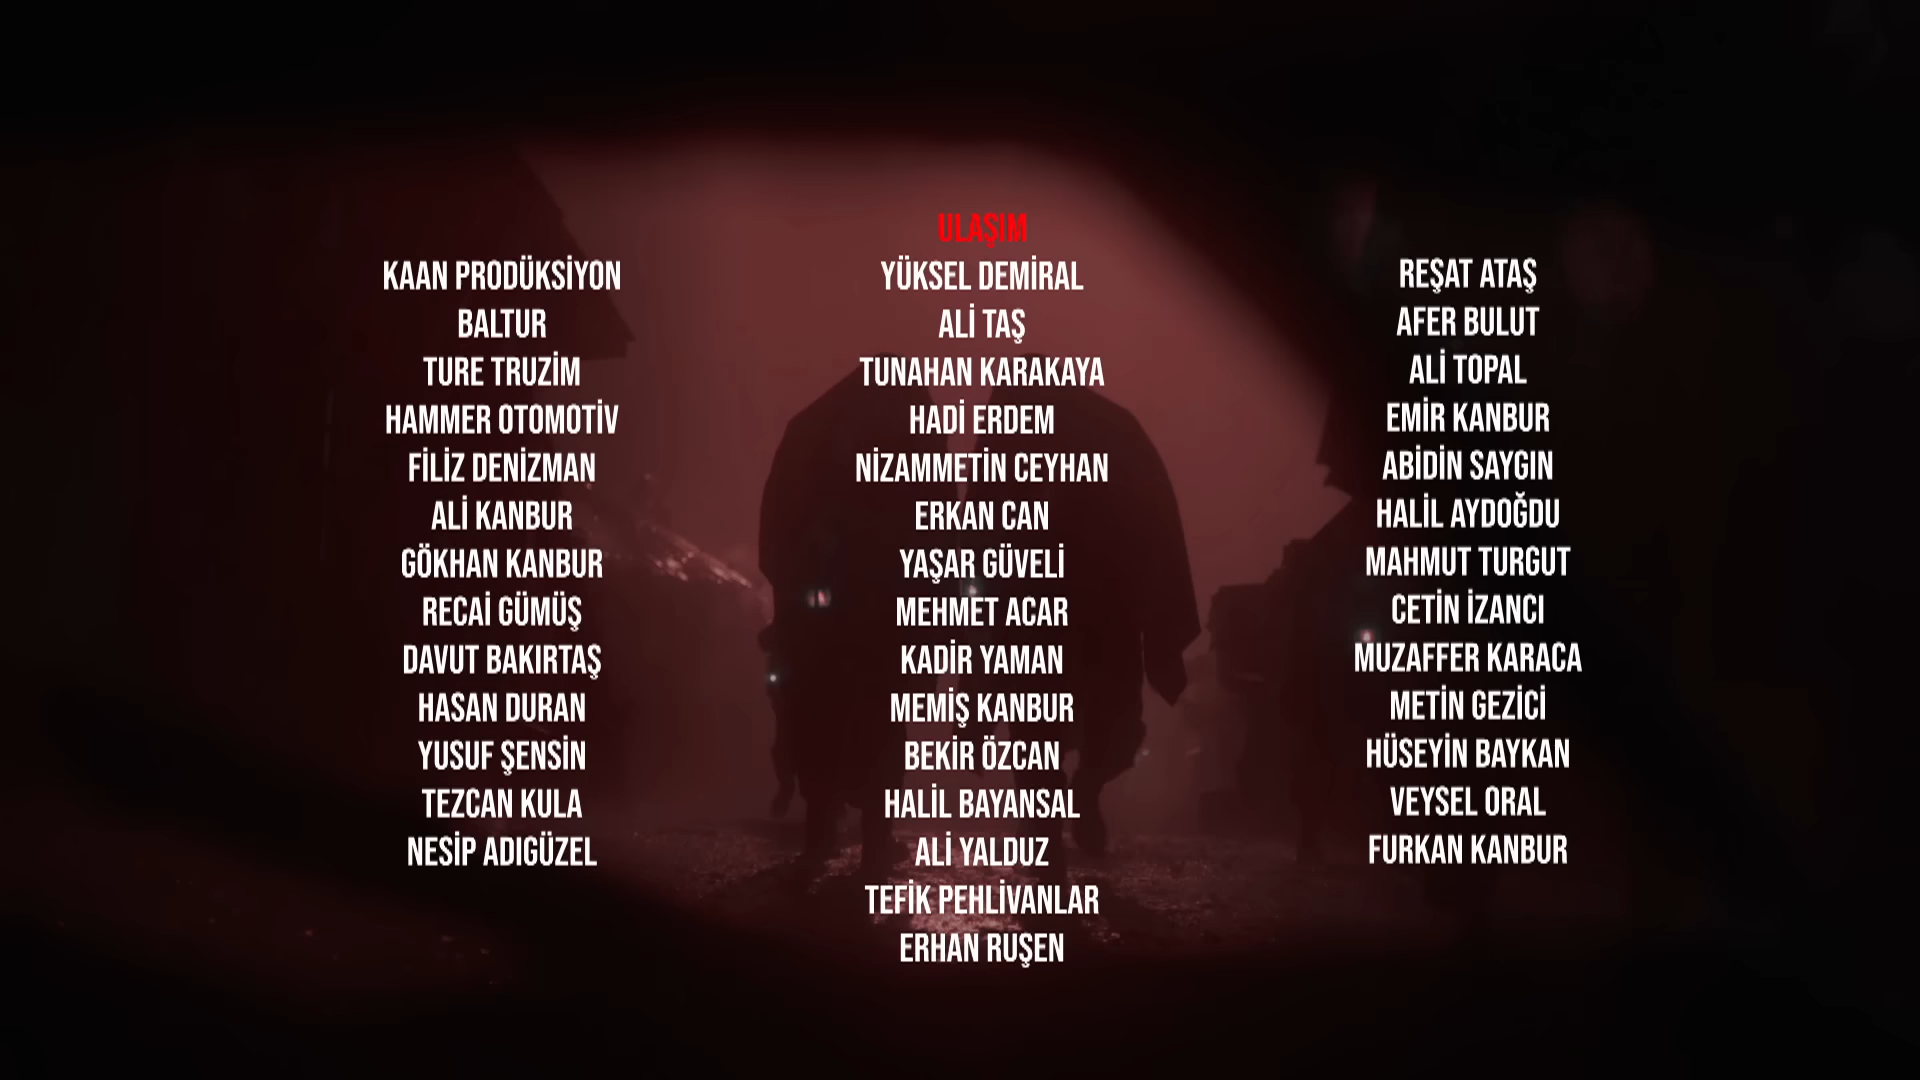 ULAŞIM
KAAN PRODÜKSİYON
BALTUR
TURE TRUZİM
HAMMER OTOMOTİV
FİLİZ DENİZMAN
ALİ KANBUR
GÖKHAN KANBUR
RECAİ GÜMÜŞ
DAVUT BAKIRTAŞ
HASAN DURAN
YUSUF ŞENSİN
TEZCAN KULA
NESİP ADIGÜZEL
YÜKSEL DEMİRAL
ALİ TAŞ
TUNAHAN KARAKAYA
HADİ ERDEM
NİZAMMETİN CEYHAN
ERKAN CAN
YAŞAR GÜVELİ
MEHMET ACAR
KADİR YAMAN
MEMİŞ KANBUR
BEKİR ÖZCAN
HALİL BAYANSAL
ALİ YALDUZ
TEFİK PEHLİVANLAR
ERHAN RUŞEN
REŞAT ATAŞ
AFER BULUT
ALİ TOPAL
EMİR KANBUR
ABİDİN SAYGIN
HALİL AYDOĞDU
MAHMUT TURGUT
CETİN İZANCI
MUZAFFER KARACA
METİN GEZİCİ
HÜSEYİN BAYKAN
VEYSEL ORAL
FURKAN KANBUR